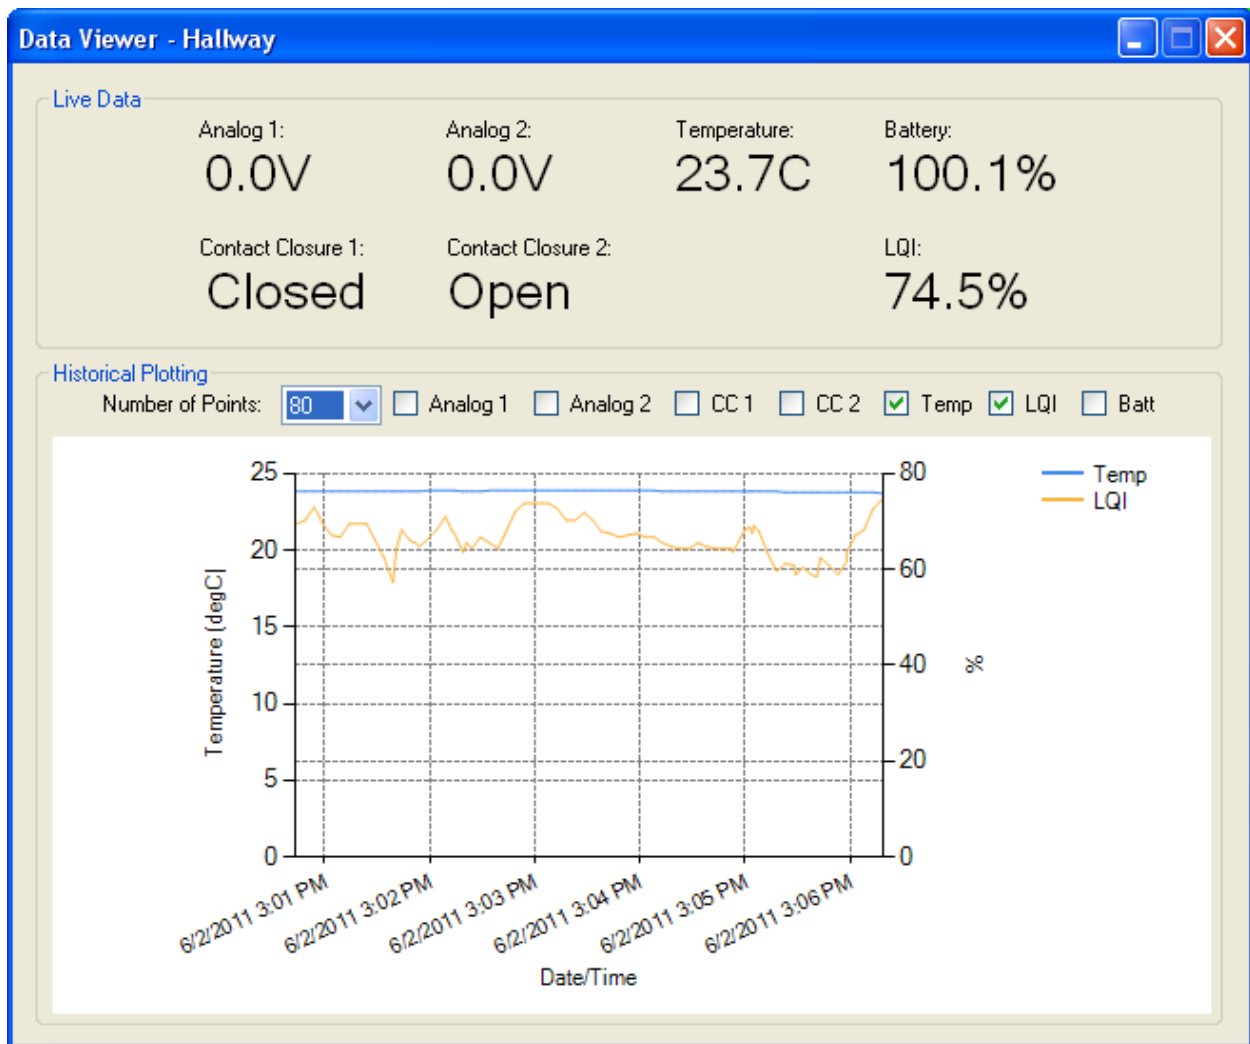 Data Viewer - Hallway
Live Data
Analog 1: Analog 2: Temperature: Battery:
0.0V 0.0V 23.7C 100.1%
Contact Closure 1: Contact Closure 2: LQI:
Closed Open 74.5%
Historical Plotting
Number of Points: 80 Analog 1 Analog 2 CC 1 CC 2 Temp LQI Batt
25 80
Temp
LQI
20
60
Temperature (degC)
15
40 %
10
20
5
0 0
6/2/2011 3:01 PM 6/2/2011 3:02 PM 6/2/2011 3:03 PM 6/2/2011 3:04 PM 6/2/2011 3:05 PM 6/2/2011 3:06 PM
Date/Time